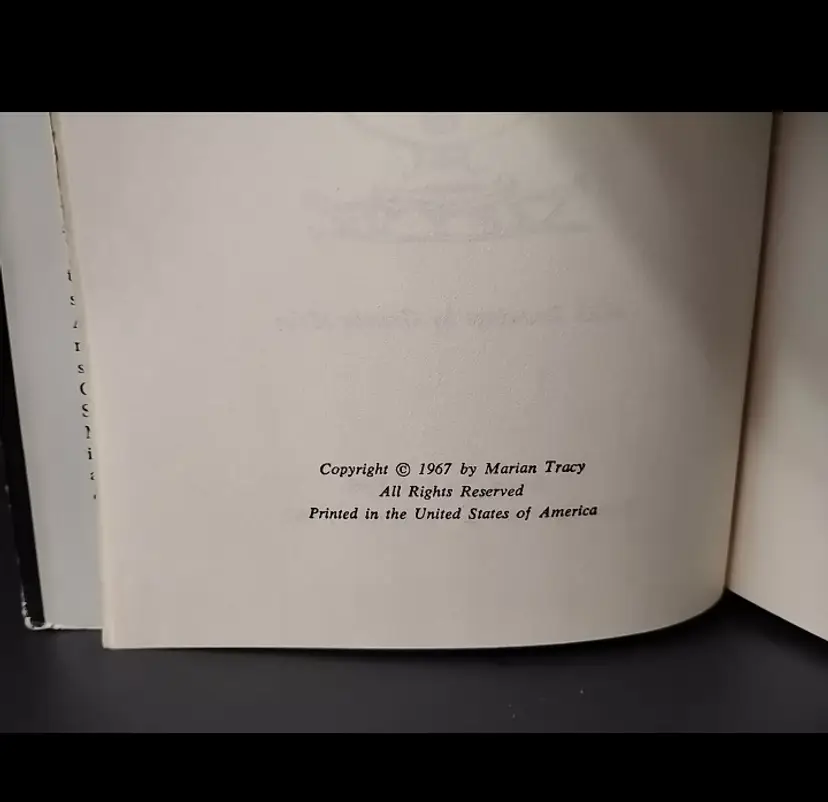 Copyright © 1967 by Marian Tracy
All Rights Reserved
Printed in the United States of America